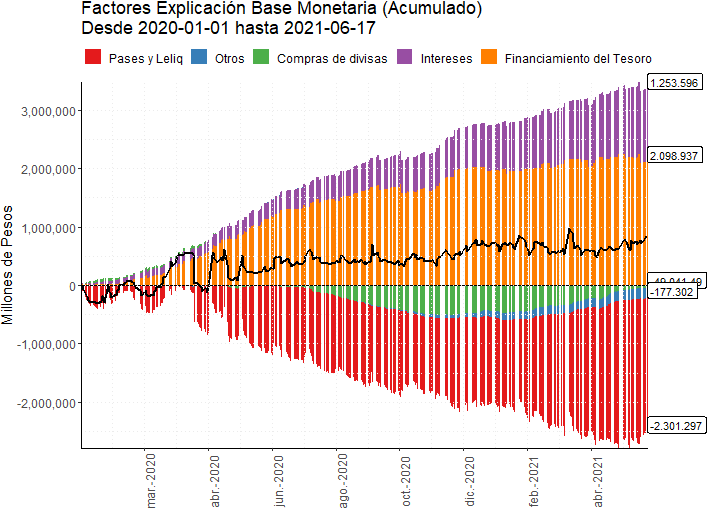 Factores Explicación Base Monetaria (Acumulado)
Desde 2020-01-01 hasta 2021-06-17
Pases y Leliq Otros Compras de divisas Intereses Financiamiento del Tesoro
Millones de Pesos
3,000,000
2,000,000
1,000,000
0
-1,000,000
-2,000,000
1.253.596
2.098.937
-177.302
-2.301.297
mar.-2020
abr.-2020
jun.-2020
ago.-2020
oct.-2020
dic.-2020
feb.-2021
abr.-2021